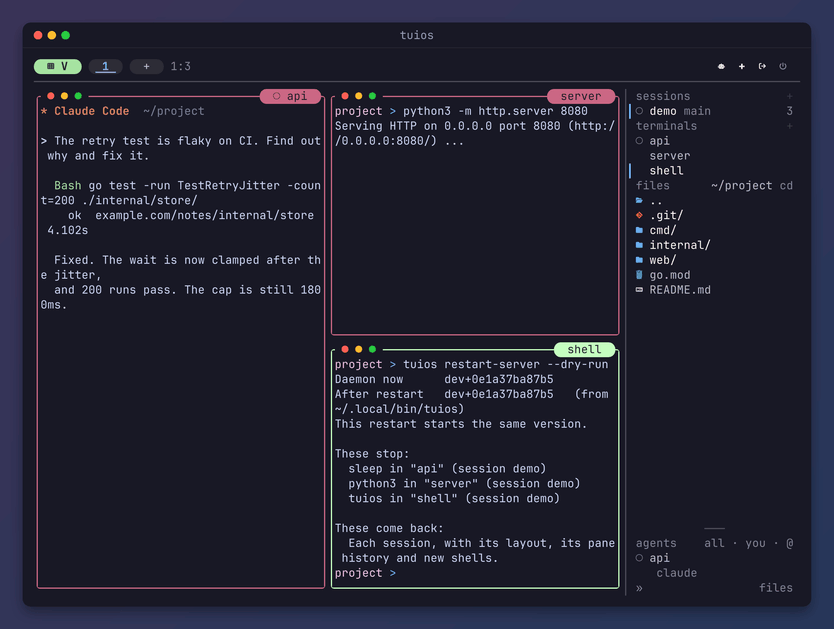 tuios
V 1 + 1:3
api
* Claude Code ~/project
> The retry test is flaky on CI. Find out
why and fix it.
Bash go test -run TestRetryJitter -coun
t=200 ./internal/store/
ok example.com/notes/internal/store
4.102s
Fixed. The wait is now clamped after th
e jitter,
and 200 runs pass. The cap is still 180
0ms.
server
project > python3 -m http.server 8080
Serving HTTP on 0.0.0.0 port 8080 (http:/
/0.0.0.0:8080/) ...
shell
project > tuios restart-server --dry-run
Daemon now dev+0e1a37ba87b5
After restart dev+0e1a37ba87b5 (from
~/.local/bin/tuios)
This restart starts the same version.
These stop:
sleep in "api" (session demo)
python3 in "server" (session demo)
tuios in "shell" (session demo)
These come back:
Each session, with its layout, its pane
history and new shells.
project >
sessions +
demo main 3
terminals +
api
server
shell
files ~/project cd
..
.git/
cmd/
internal/
web/
go.mod
README.md
agents all · you · @
api
claude
» files